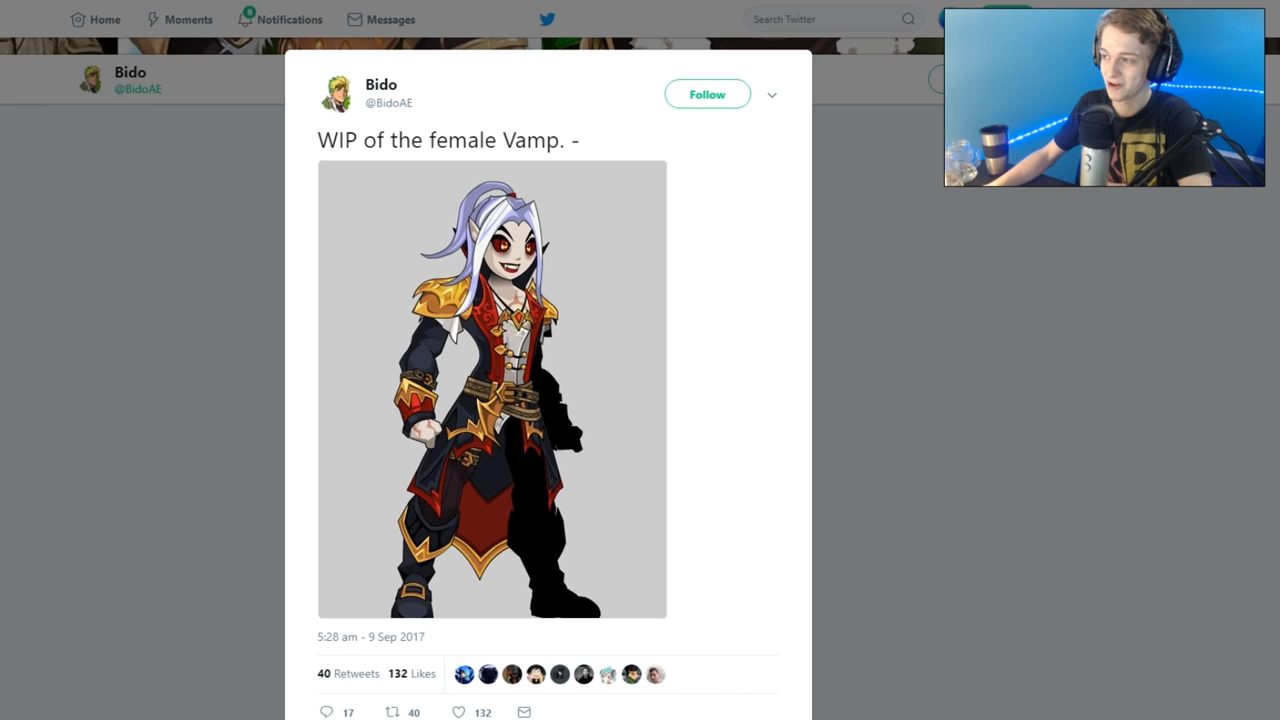 Home
Moments
8
Notifications
Messages
Search Twitter
Bido
@BidoAE
Bido
@BidoAE
Follow
WIP of the female Vamp. -
5:28 am - 9 Sep 2017
40 Retweets 132 Likes
17 40 132